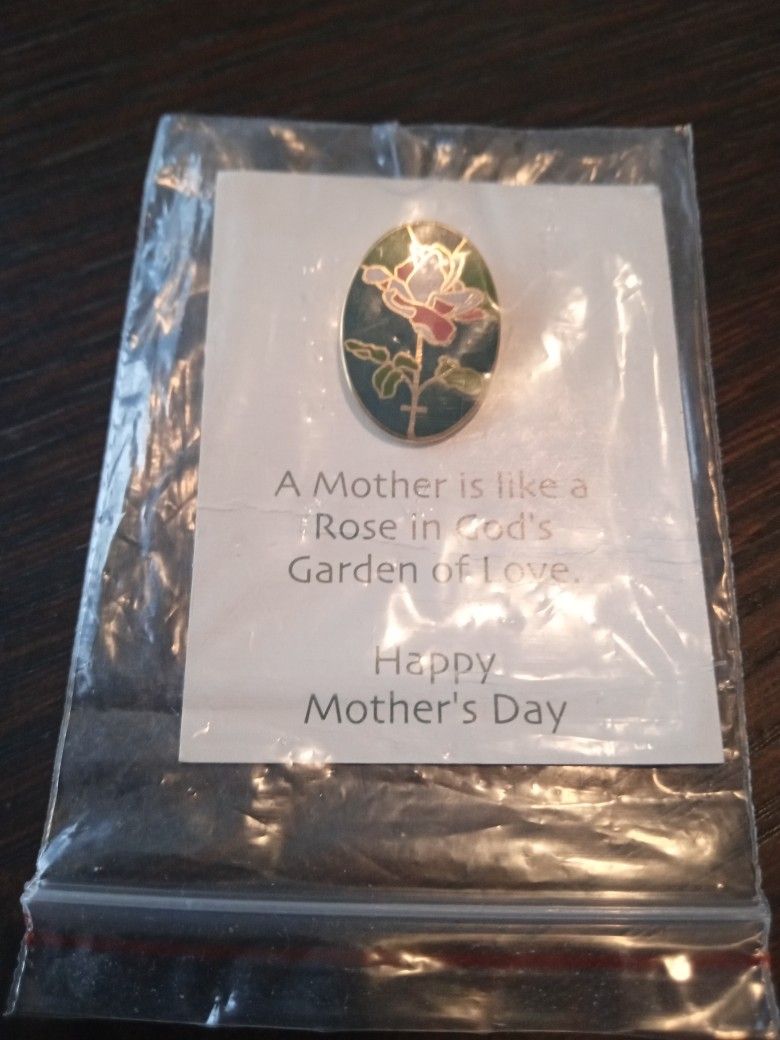 A Mother is like a
Rose in God's
Garden of Love.
Happy
Mother's Day